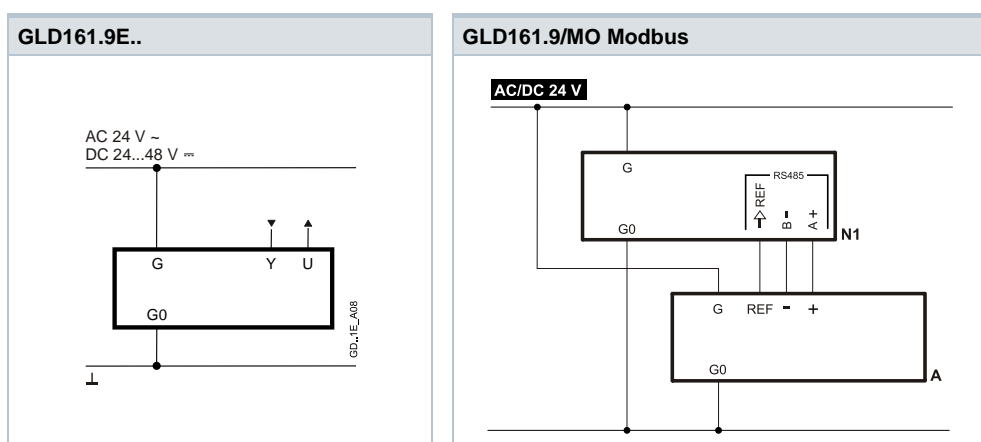 GLD161.9E..
AC 24 V ~
DC 24...48 V ⎓
G
Y
U
G0
GD..1E_A08
GLD161.9/MO Modbus
AC/DC 24 V
G
RS485
REF
B -
A +
G0
N1
G
REF
-
+
G0
A